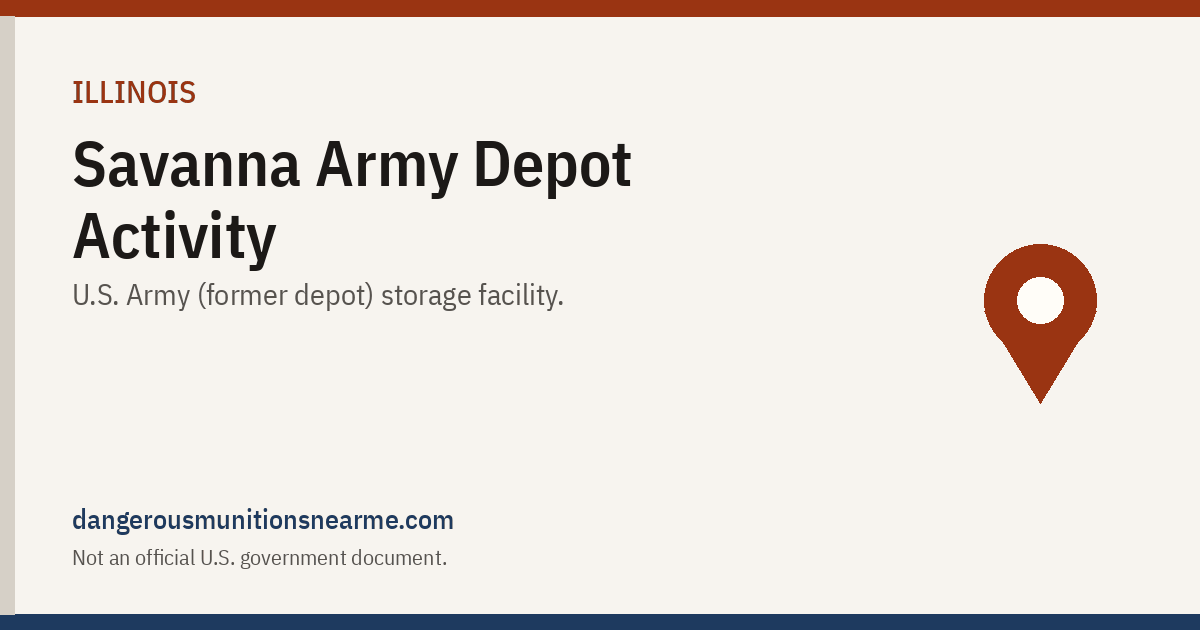 ILLINOIS
Savanna Army Depot
Activity
U.S. Army (former depot) storage facility.
dangerousmunitionsnearme.com
Not an official U.S. government document.